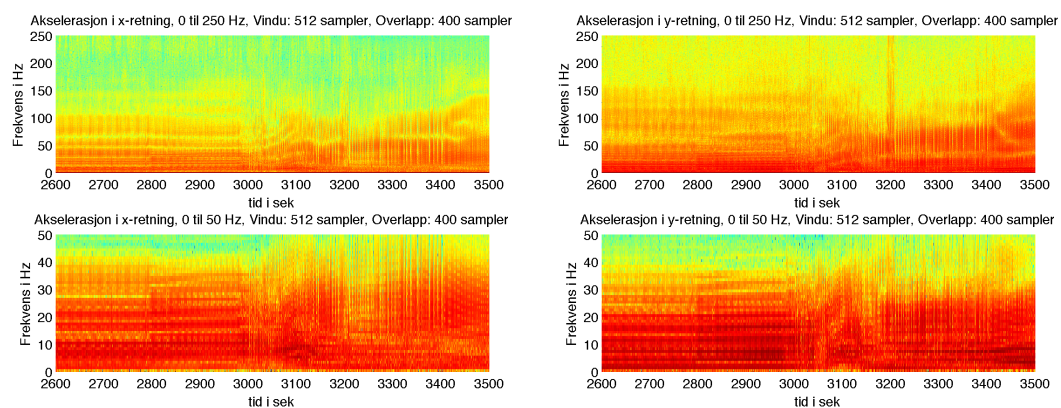 Akselerasjon i x-retning, 0 til 250 Hz, Vindu: 512 sampler, Overlapp: 400 sampler
Frekvens i Hz
250
200
150
100
50
0
2600 2700 2800 2900 3000 3100 3200 3300 3400 3500
tid i sek
Akselerasjon i y-retning, 0 til 250 Hz, Vindu: 512 sampler, Overlapp: 400 sampler
Frekvens i Hz
250
200
150
100
50
0
2600 2700 2800 2900 3000 3100 3200 3300 3400 3500
tid i sek
Akselerasjon i x-retning, 0 til 50 Hz, Vindu: 512 sampler, Overlapp: 400 sampler
Frekvens i Hz
50
40
30
20
10
0
2600 2700 2800 2900 3000 3100 3200 3300 3400 3500
tid i sek
Akselerasjon i y-retning, 0 til 50 Hz, Vindu: 512 sampler, Overlapp: 400 sampler
Frekvens i Hz
50
40
30
20
10
0
2600 2700 2800 2900 3000 3100 3200 3300 3400 3500
tid i sek